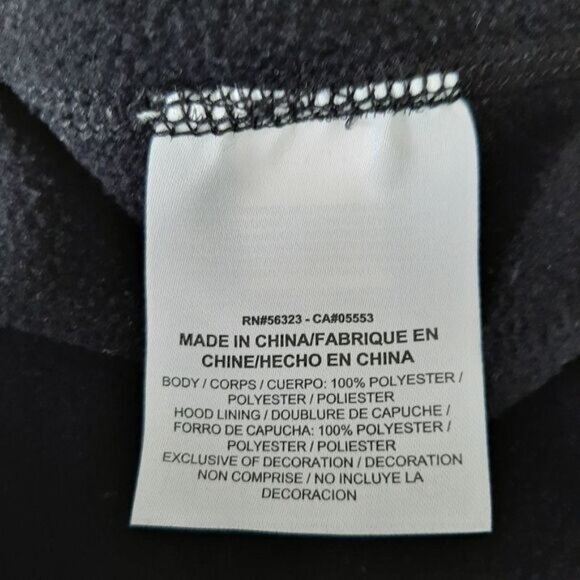 RN#56323 - CA#05553
MADE IN CHINA/FABRIQUE EN
CHINE/HECHO EN CHINA
BODY / CORPS / CUERPO: 100% POLYESTER /
POLYESTER / POLIESTER
HOOD LINING / DOUBLURE DE CAPUCHE /
FORRO DE CAPUCHA: 100% POLYESTER /
POLYESTER / POLIESTER
EXCLUSIVE OF DECORATION / DECORATION
NON COMPRISE / NO INCLUYE LA
DECORACION